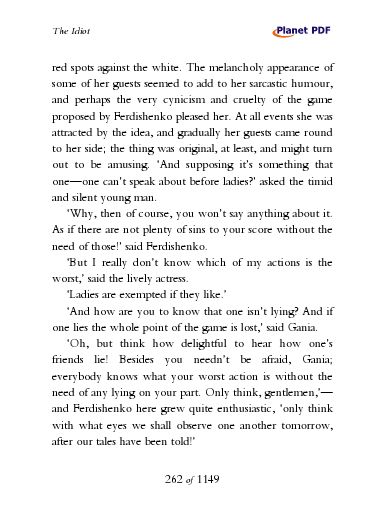 The Idiot
Planet PDF
red spots against the white. The melancholy appearance of
some of her guests seemed to add to her sarcastic humour,
and perhaps the very cynicism and cruelty of the game
proposed by Ferdishenko pleased her. At all events she was
attracted by the idea, and gradually her guests came round
to her side; the thing was original, at least, and might turn
out to be amusing. ‘And supposing it’s something that
one—one can’t speak about before ladies?’ asked the timid
and silent young man.
‘Why, then of course, you won’t say anything about it.
As if there are not plenty of sins to your score without the
need of those!’ said Ferdishenko.
‘But I really don’t know which of my actions is the
worst,’ said the lively actress.
‘Ladies are exempted if they like.’
‘And how are you to know that one isn’t lying? And if
one lies the whole point of the game is lost,’ said Gania.
‘Oh, but think how delightful to hear how one’s
friends lie! Besides you needn’t be afraid, Gania;
everybody knows what your worst action is without the
need of any lying on your part. Only think, gentlemen,’—
and Ferdishenko here grew quite enthusiastic, ‘only think
with what eyes we shall observe one another tomorrow,
after our tales have been told!’
262 of 1149